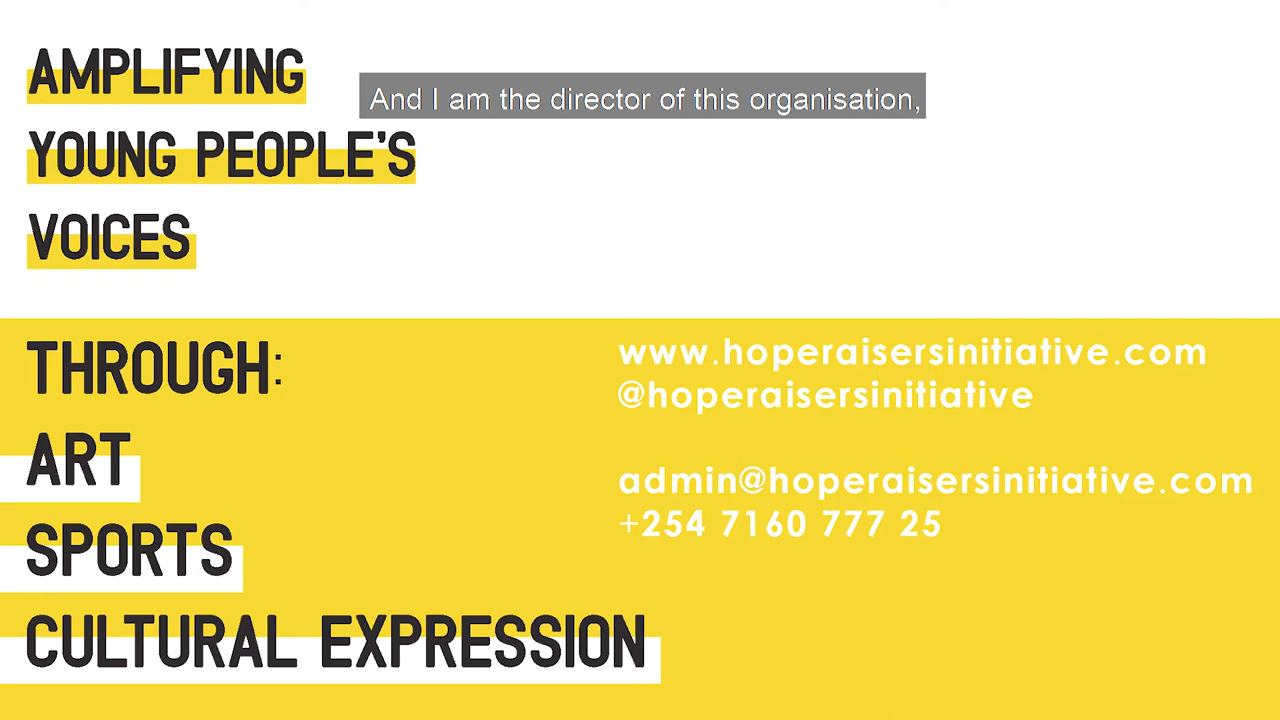 AMPLIFYING
And I am the director of this organisation,
YOUNG PEOPLE'S
VOICES
THROUGH:
ART
SPORTS
CULTURAL EXPRESSION
www.hoperaisersinitiative.com
@hoperaisersinitiative
admin@hoperaisersinitiative.com
+254 7160 777 25